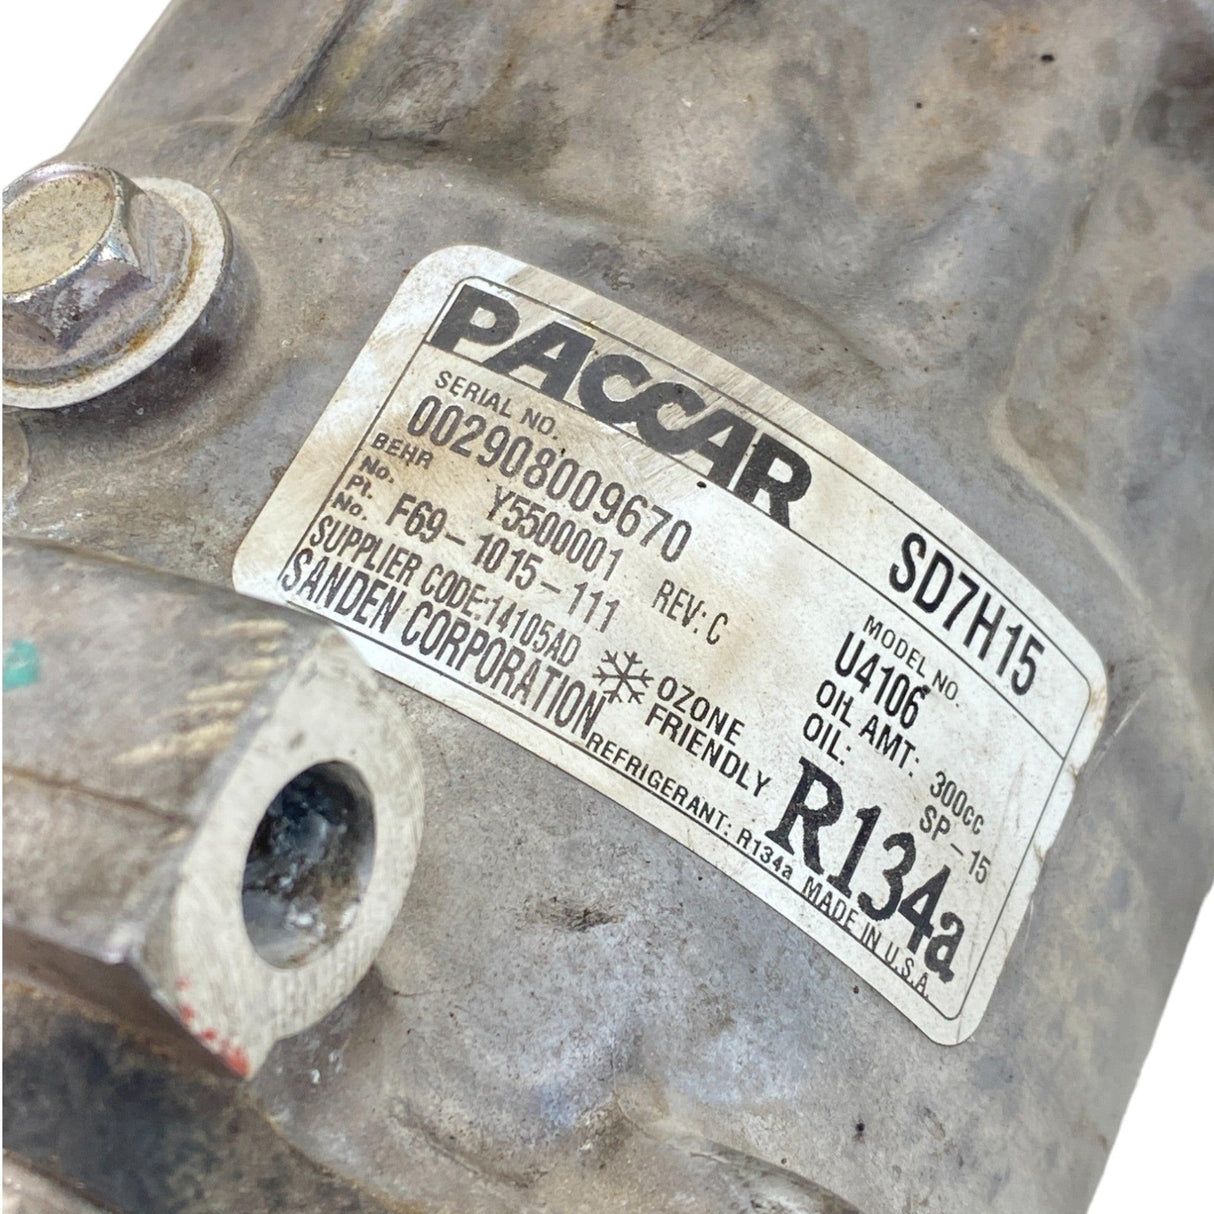 PACCAR
SD7H15
SERIAL NO.
002908009670
MODEL NO.
U4106
BEHR
No. Y5500001
REV: C
Pt.
No. F69-1015-111
OIL AMT: 300cc
OIL: SP-15
SUPPLIER CODE:14105AD
SANDEN CORPORATION
OZONE
FRIENDLY
R134a
REFRIGERANT: R134a MADE IN U.S.A.